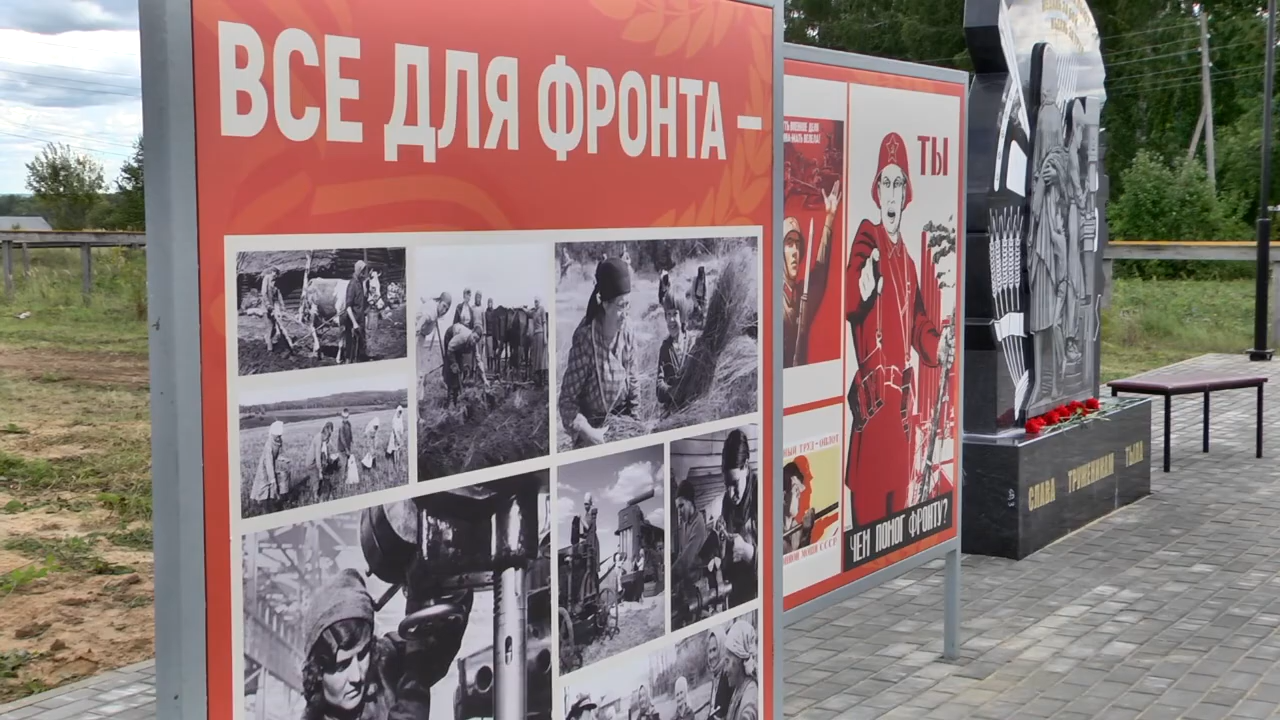 ВСЕ ДЛЯ ФРОНТА –
ТЫ
ЧЕМ ПОМОГ ФРОНТУ?
СЛАВА ТРУЖЕНИКАМ ТЫЛА